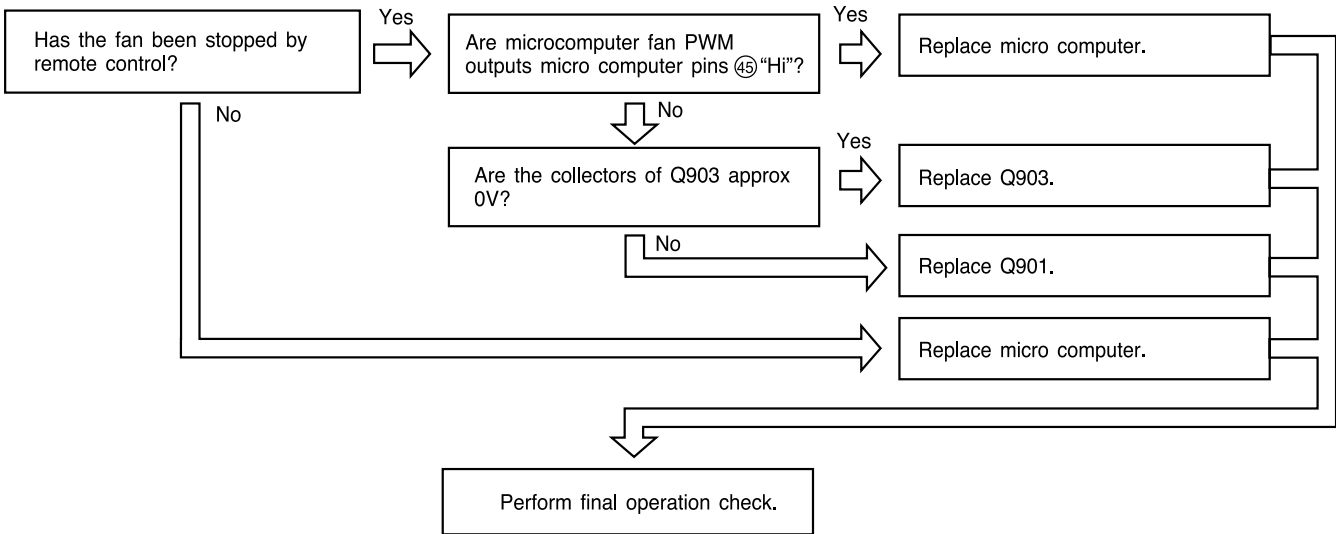 Has the fan been stopped by
remote control?
Yes
Are microcomputer fan PWM
outputs micro computer pins ㊺ “Hi”?
Yes
Replace micro computer.
No
No
Are the collectors of Q903 approx
0V?
Yes
Replace Q903.
No
Replace Q901.
Replace micro computer.
Perform final operation check.